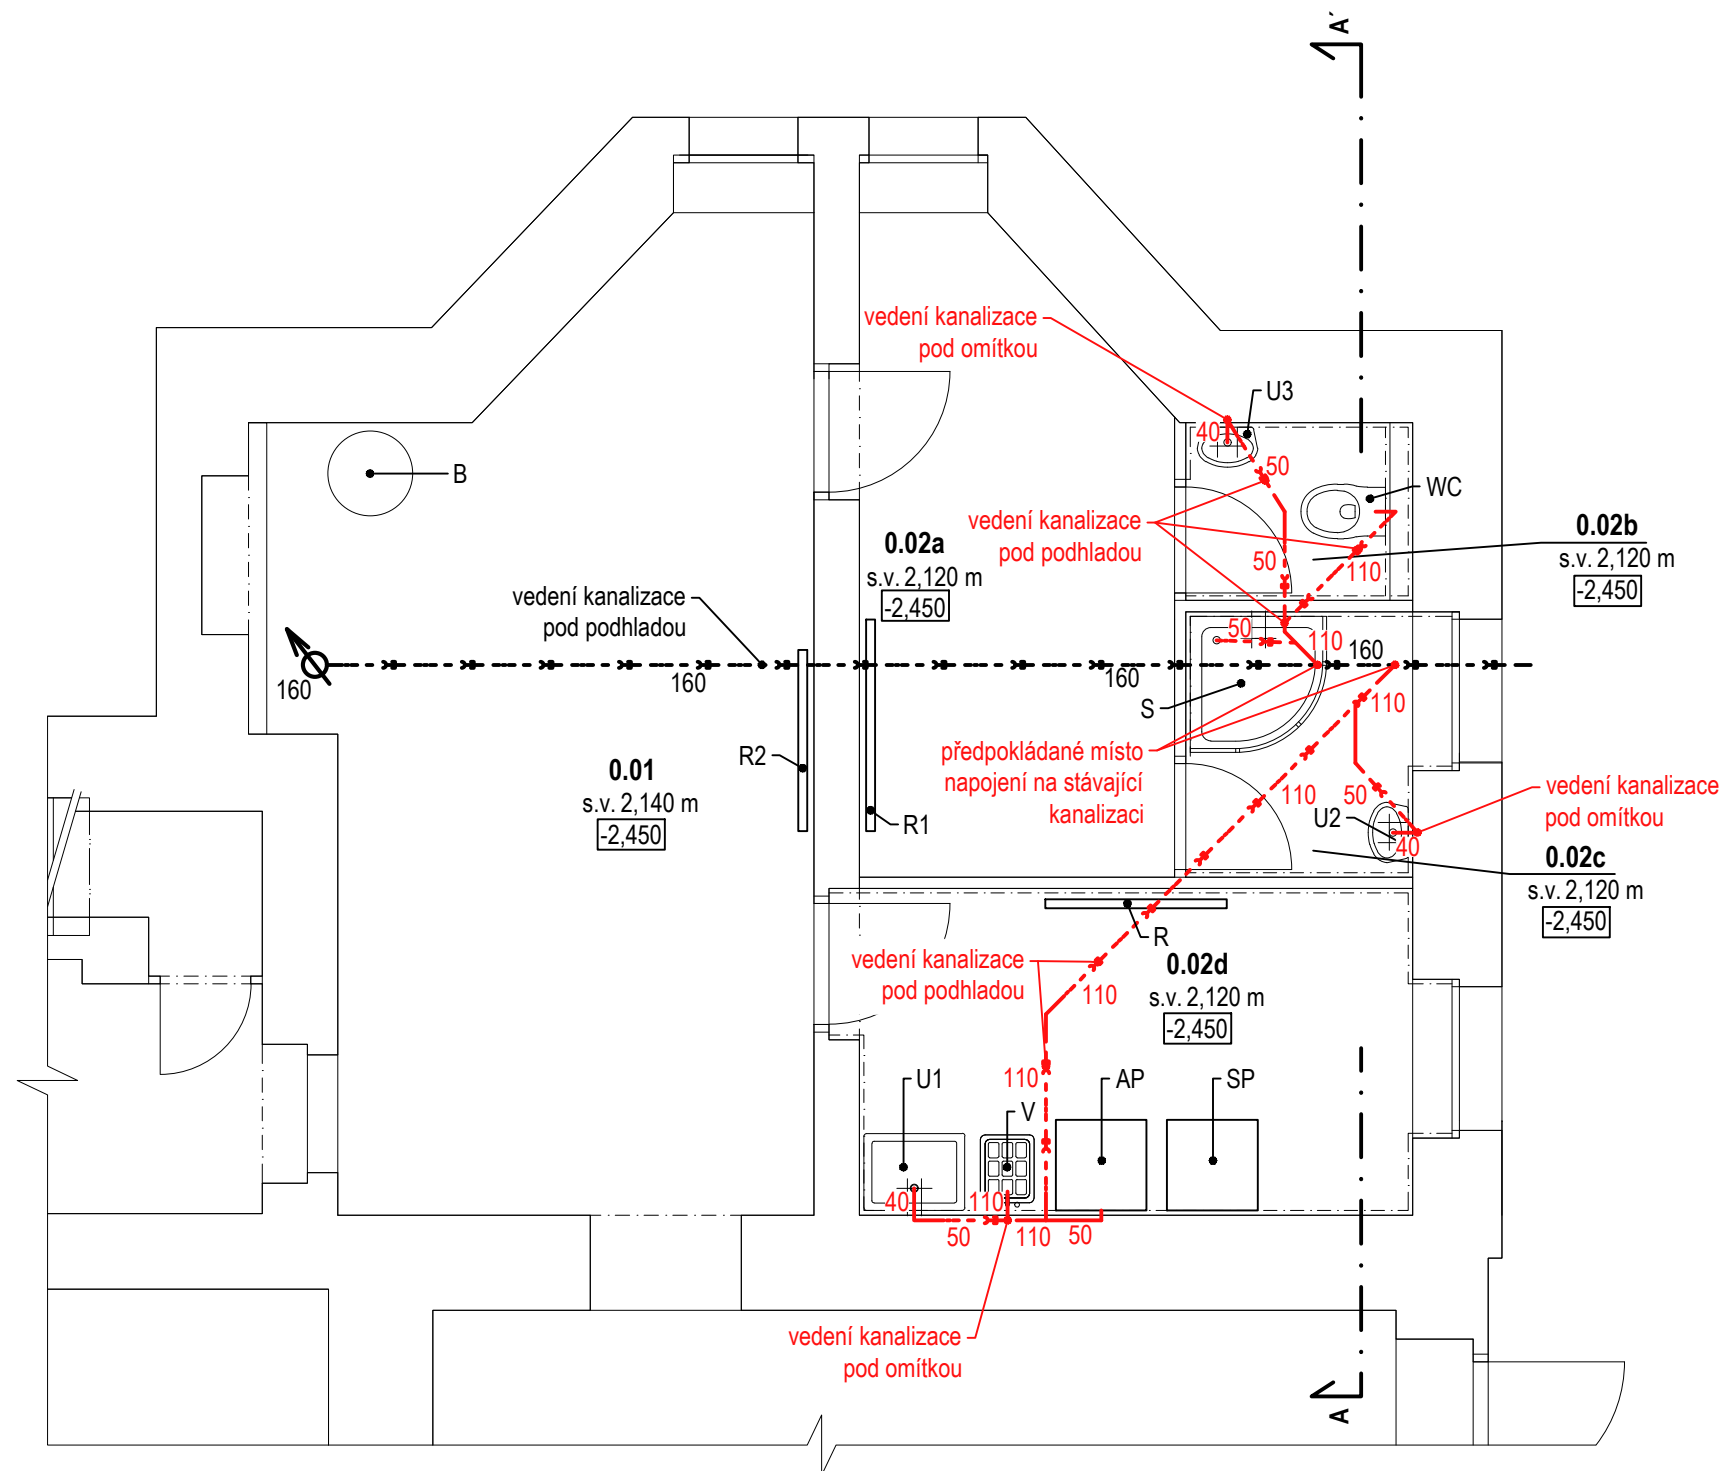 A'
vedení kanalizace
pod omítkou
U3
40
50
B
WC
vedení kanalizace
pod podhladou
0.02b
s.v. 2,120 m
-2,450
0.02a
s.v. 2,120 m
-2,450
50
110
vedení kanalizace
pod podhladou
50
110
160
160
160
160
110
S
předpokládané místo
napojení na stávající
kanalizaci
R2
0.01
s.v. 2,140 m
-2,450
R1
110
50
U2
40
vedení kanalizace
pod omítkou
0.02c
s.v. 2,120 m
-2,450
R
vedení kanalizace
pod podhladou
0.02d
s.v. 2,120 m
-2,450
110
110
U1
V
AP
SP
40
110
50
110
50
vedení kanalizace
pod omítkou
A